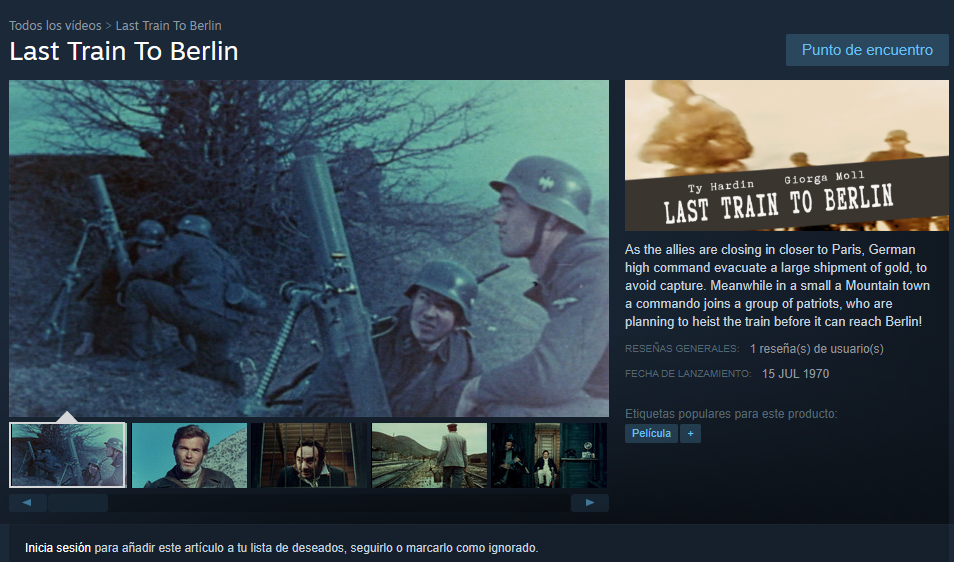 Todos los vídeos > Last Train To Berlin
Last Train To Berlin
Punto de encuentro
Ty Hardin Giorga Moll
LAST TRAIN TO BERLIN
As the allies are closing in closer to Paris, German
high command evacuate a large shipment of gold, to
avoid capture. Meanwhile in a small a Mountain town
a commando joins a group of patriots, who are
planning to heist the train before it can reach Berlin!
RESEÑAS GENERALES: 1 reseña(s) de usuario(s)
FECHA DE LANZAMIENTO: 15 JUL 1970
Etiquetas populares para este producto:
Película +
Inicia sesión para añadir este artículo a tu lista de deseados, seguirlo o marcarlo como ignorado.